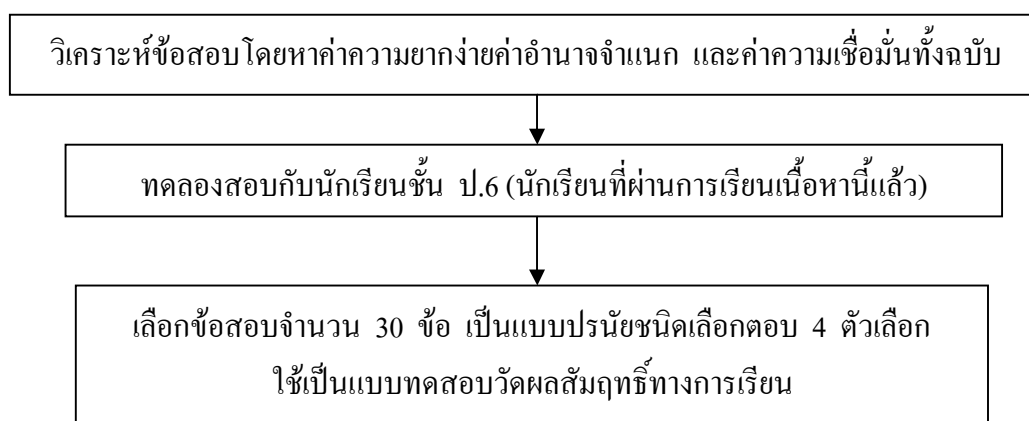 วิเคราะห์ข้อสอบโดยหาค่าความยากง่ายค่าอำนาจจำแนก และค่าความเชื่อมั่นทั้งฉบับ
ทดลองสอบกับนักเรียนชั้น ป.6 (นักเรียนที่ผ่านการเรียนเนื้อหานี้แล้ว)
เลือกข้อสอบจำนวน 30 ข้อ เป็นแบบปรนัยชนิดเลือกตอบ 4 ตัวเลือก
ใช้เป็นแบบทดสอบวัดผลสัมฤทธิ์ทางการเรียน